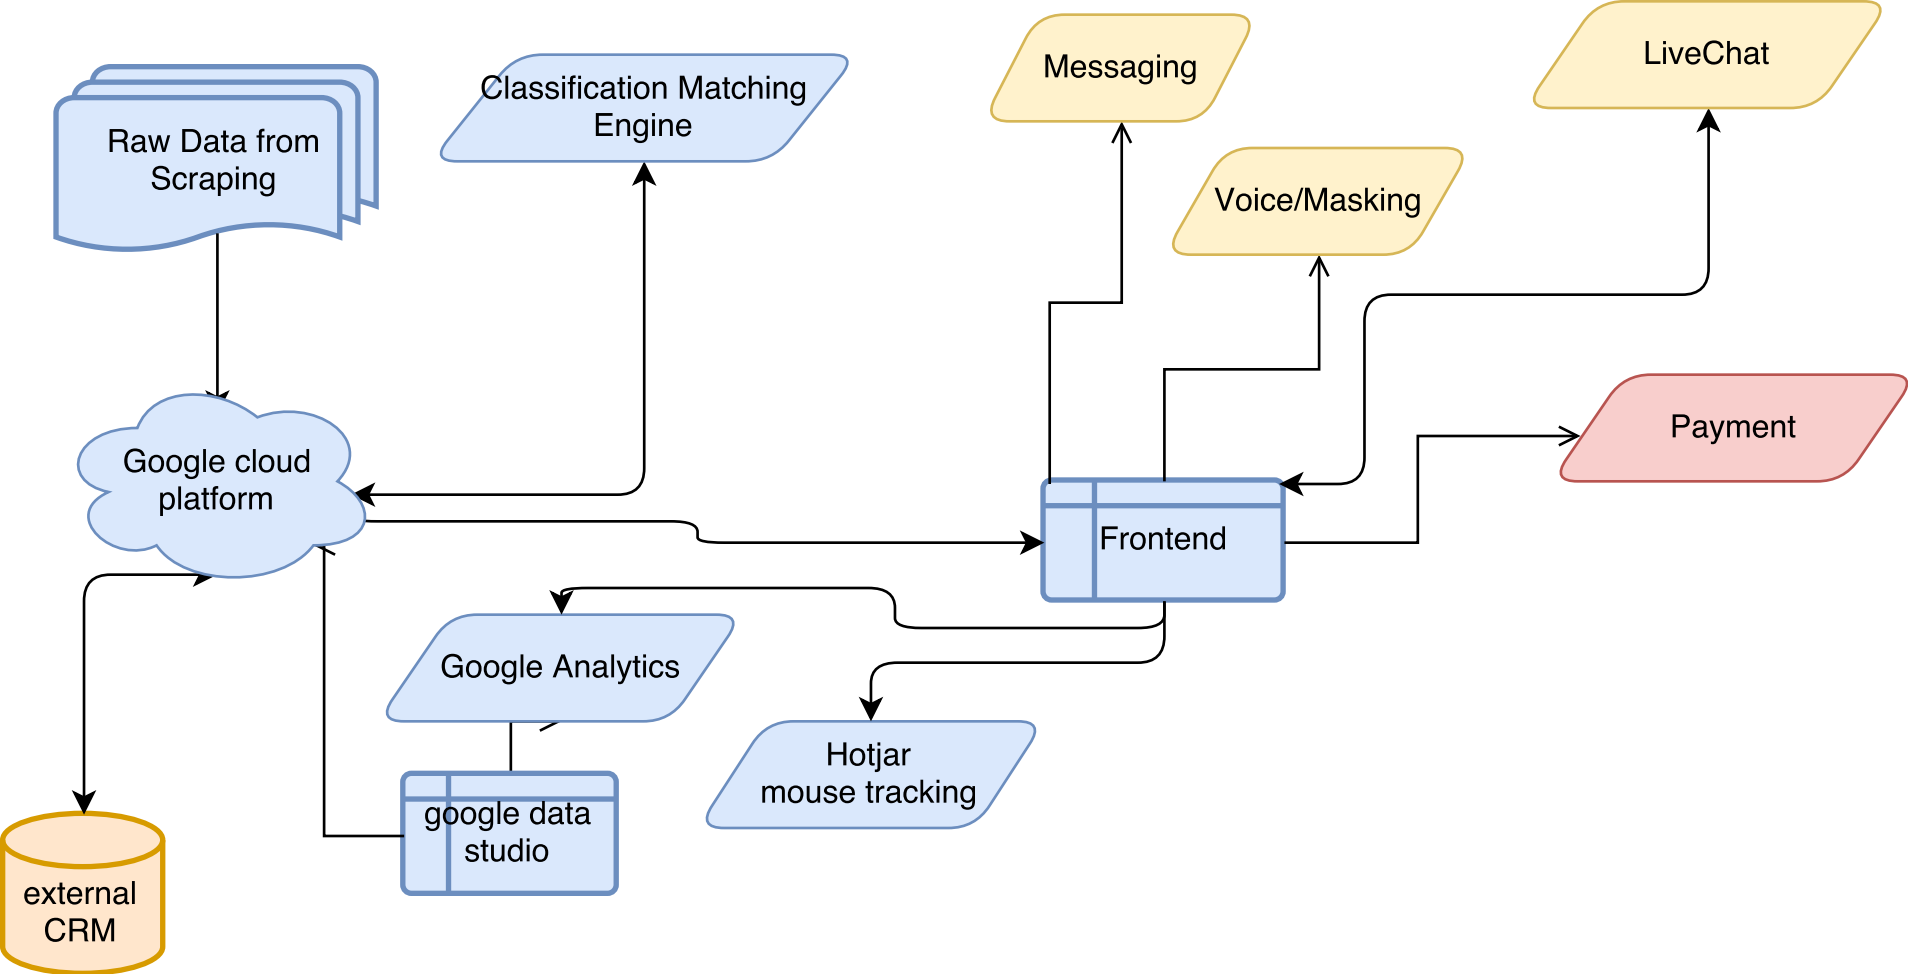 Raw Data from
Scraping
Classification Matching
Engine
Messaging
LiveChat
Voice/Masking
Payment
Google cloud
platform
Frontend
Google Analytics
Hotjar
mouse tracking
google data
studio
external
CRM